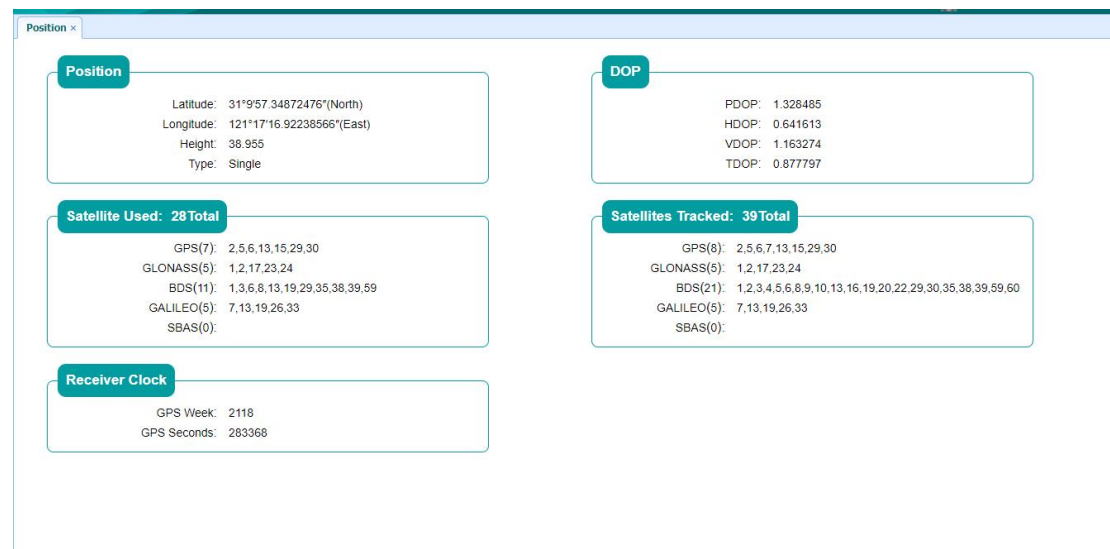 Position ×
Position
Latitude: 31°9'57.34872476"(North)
Longitude: 121°17'16.92238566"(East)
Height: 38.955
Type: Single
DOP
PDOP: 1.328485
HDOP: 0.641613
VDOP: 1.163274
TDOP: 0.877797
Satellite Used: 28Total
GPS(7): 2,5,6,13,15,29,30
GLONASS(5): 1,2,17,23,24
BDS(11): 1,3,6,8,13,19,29,35,38,39,59
GALILEO(5): 7,13,19,26,33
SBAS(0):
Satellites Tracked: 39Total
GPS(8): 2,5,6,7,13,15,29,30
GLONASS(5): 1,2,17,23,24
BDS(21): 1,2,3,4,5,6,8,9,10,13,16,19,20,22,29,30,35,38,39,59,60
GALILEO(5): 7,13,19,26,33
SBAS(0):
Receiver Clock
GPS Week: 2118
GPS Seconds: 283368